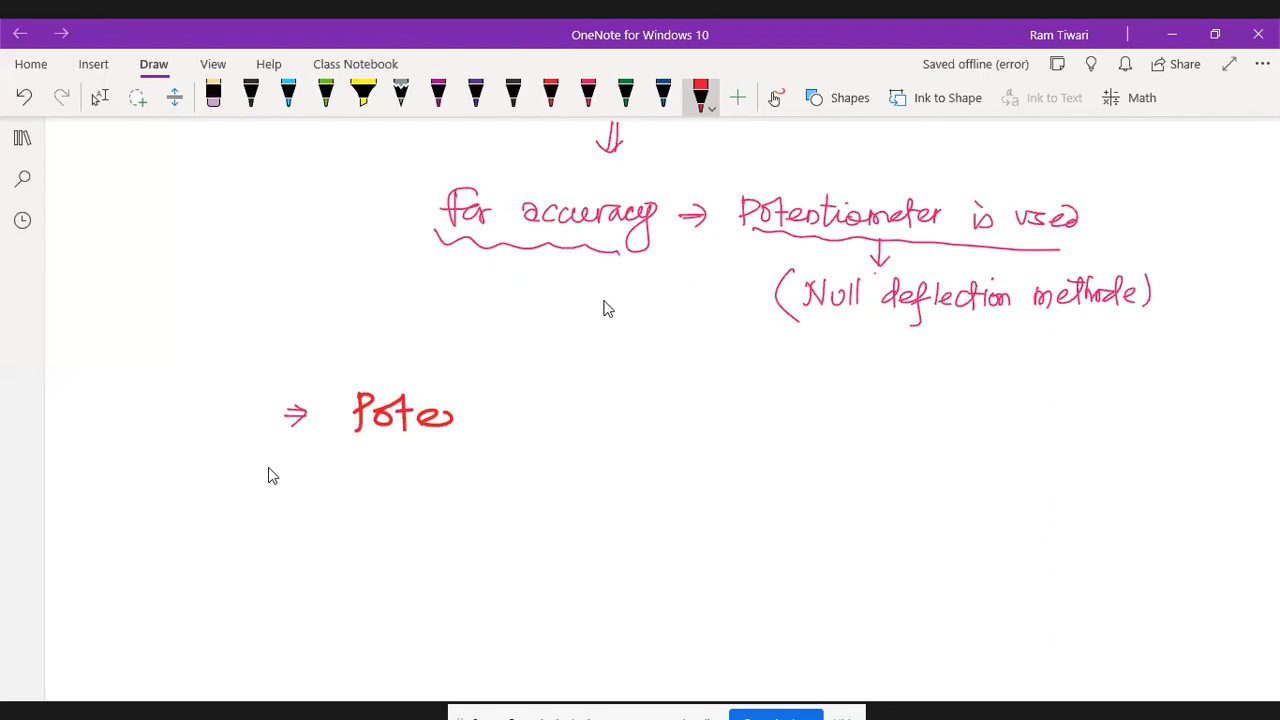 OneNote for Windows 10
Ram Tiwari
Home Insert Draw View Help Class Notebook
Saved offline (error) Share
Shapes Ink to Shape Ink to Text Math
For accuracy → Potentiometer is used
(Null deflection methode)
⇒ Pote